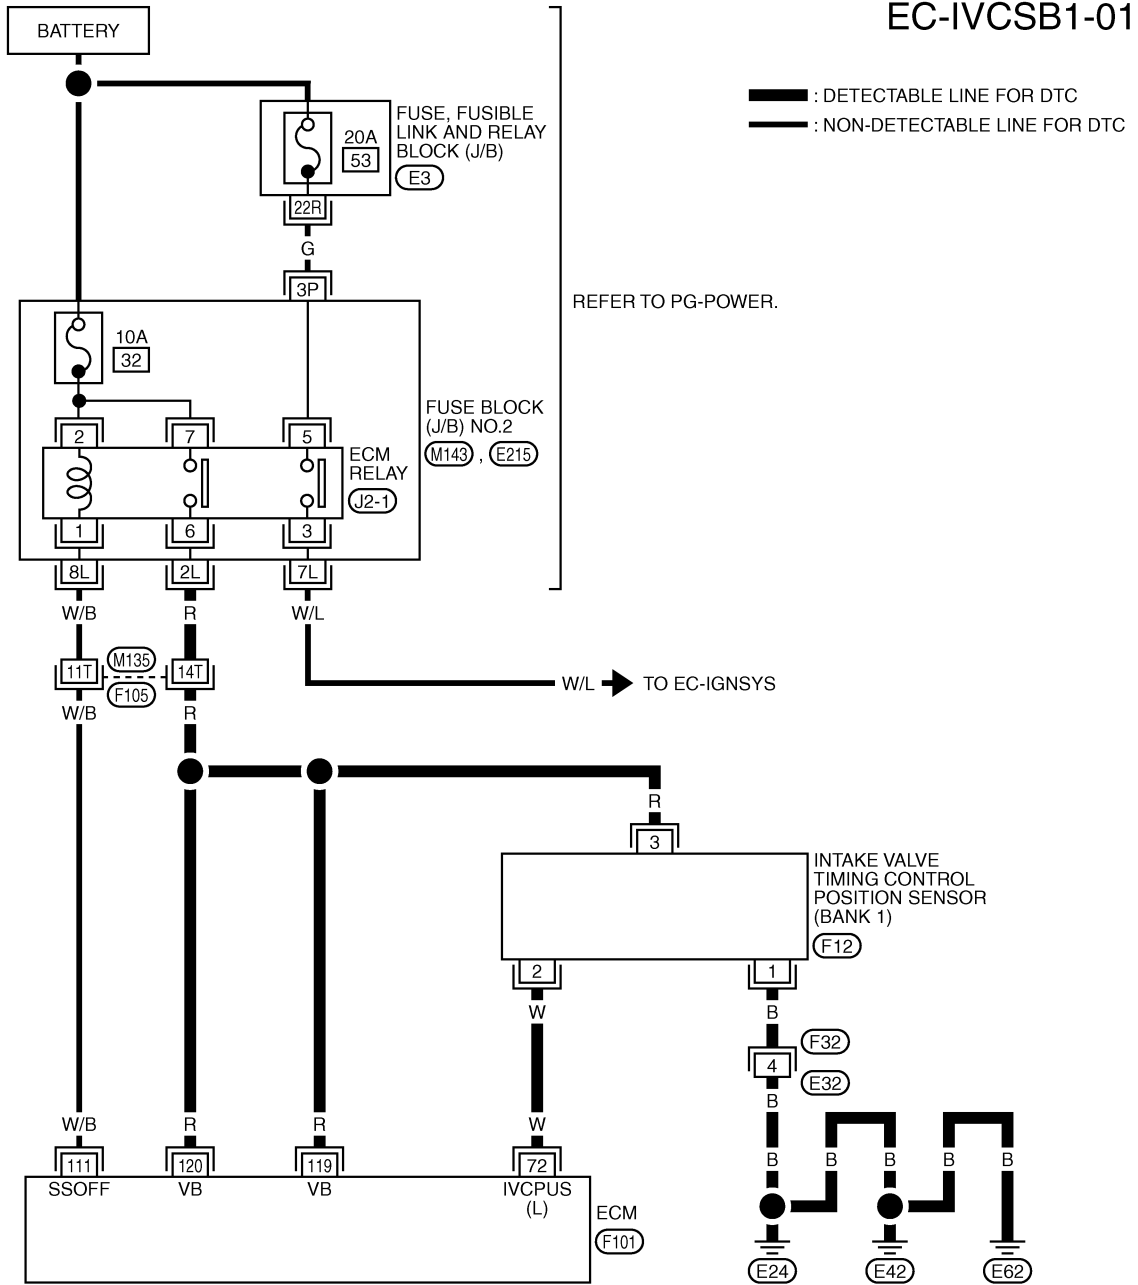 EC-IVCSB1-01
BATTERY
: DETECTABLE LINE FOR DTC
: NON-DETECTABLE LINE FOR DTC
20A
53
FUSE, FUSIBLE
LINK AND RELAY
BLOCK (J/B)
E3
22R
G
3P
REFER TO PG-POWER.
10A
32
FUSE BLOCK
(J/B) NO.2
M143 , E215
2 7 5
ECM
RELAY
J2-1
1 6 3
8L 2L 7L
W/B R W/L
11T M135 14T
F105
W/L TO EC-IGNSYS
W/B R
R
3
INTAKE VALVE
TIMING CONTROL
POSITION SENSOR
(BANK 1)
F12
2 1
W B
F32
4
E32
B
W/B R R W
B B B B B
111 120 119 72
SSOFF VB VB IVCPUS
(L)
ECM
F101
E24 E42 E62